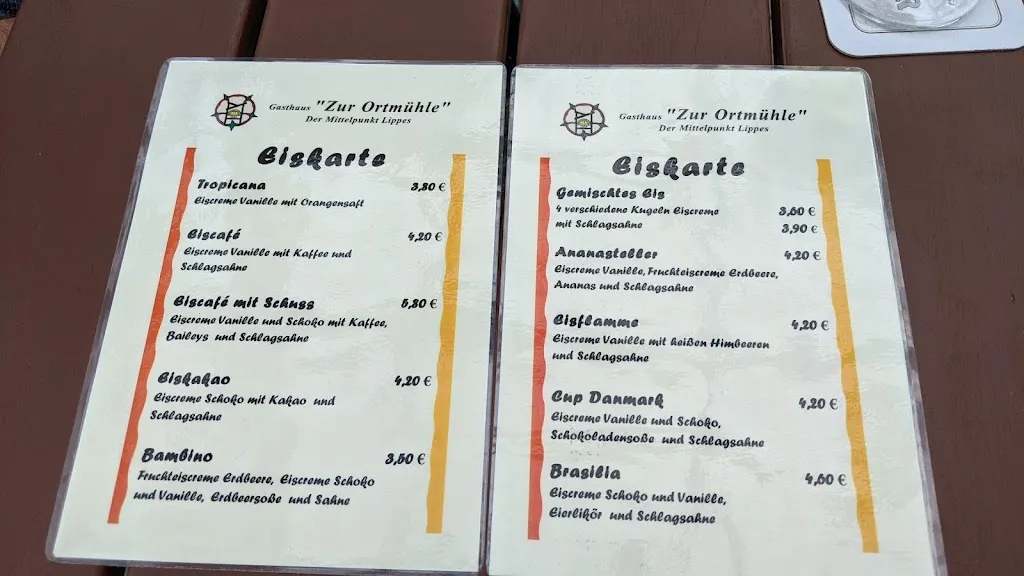 Gasthaus "Zur Ortmühle"
Der Mittelpunkt Lippes
Eiskarte
Tropicana 3,80 €
Eiscreme Vanille mit Orangensaft
Eiscafé 4,20 €
Eiscreme Vanille mit Kaffee und
Schlagsahne
Eiscafé mit Schuss 5,80 €
Eiscreme Vanille und Schoko mit Kaffee,
Baileys und Schlagsahne
Eiskakao 4,20 €
Eiscreme Schoko mit Kakao und
Schlagsahne
Bambino 3,50 €
Fruchteiscreme Erdbeere, Eiscreme Schoko
und Vanille, Erdbeersoße und Sahne
Gasthaus "Zur Ortmühle"
Der Mittelpunkt Lippes
Eiskarte
Gemischtes Eis
4 verschiedene Kugeln Eiscreme 3,60 €
mit Schlagsahne 3,90 €
Ananasteller 4,20 €
Eiscreme Vanille, Fruchteiscreme Erdbeere,
Ananas und Schlagsahne
Eisflamme 4,20 €
Eiscreme Vanille mit heißen Himbeeren
und Schlagsahne
Cup Danmark 4,20 €
Eiscreme Vanille und Schoko,
Schokoladensoße und Schlagsahne
Brasilia 4,60 €
Eiscreme Schoko und Vanille,
Eierlikör und Schlagsahne